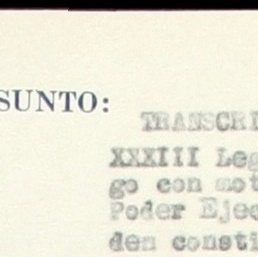 SUNTO:
TRANSCRI
XXXIII Leg
go con mot
Poder Ejec
den consti